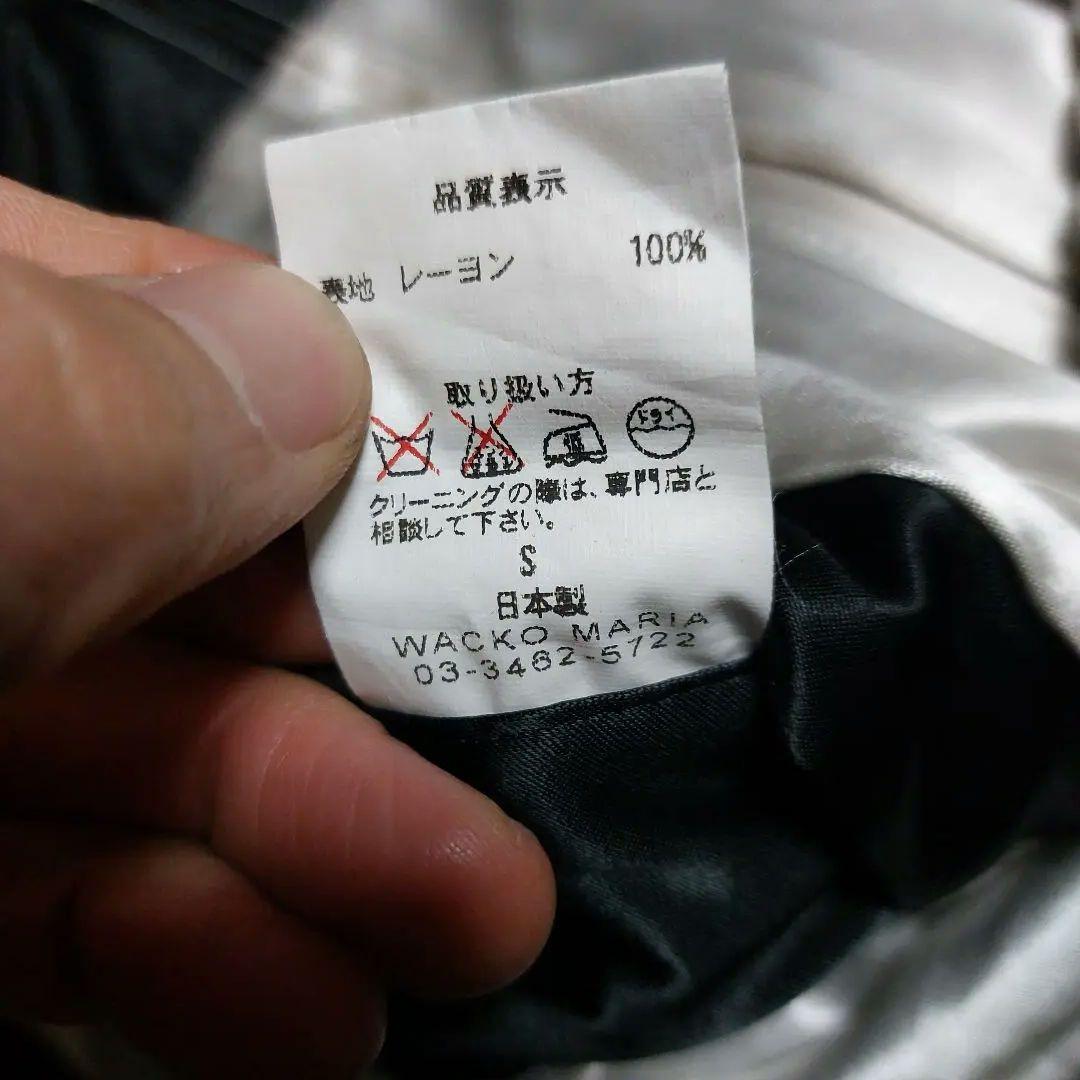 品質表示
表地 レーヨン 100%
取り扱い方
ドライ
クリーニングの際は、専門店と
相談して下さい。
S
日本製
WACKO MARIA
03-3462-5722